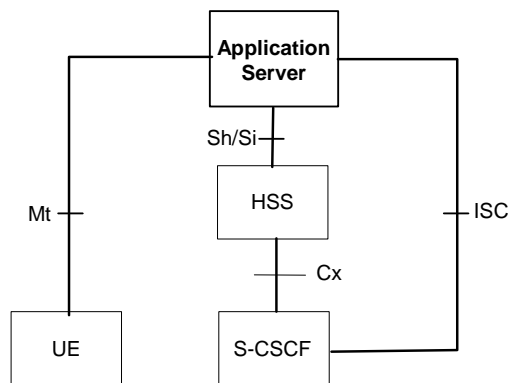 Application
Server
Sh/Si
HSS
Mt
ISC
Cx
UE
S-CSCF